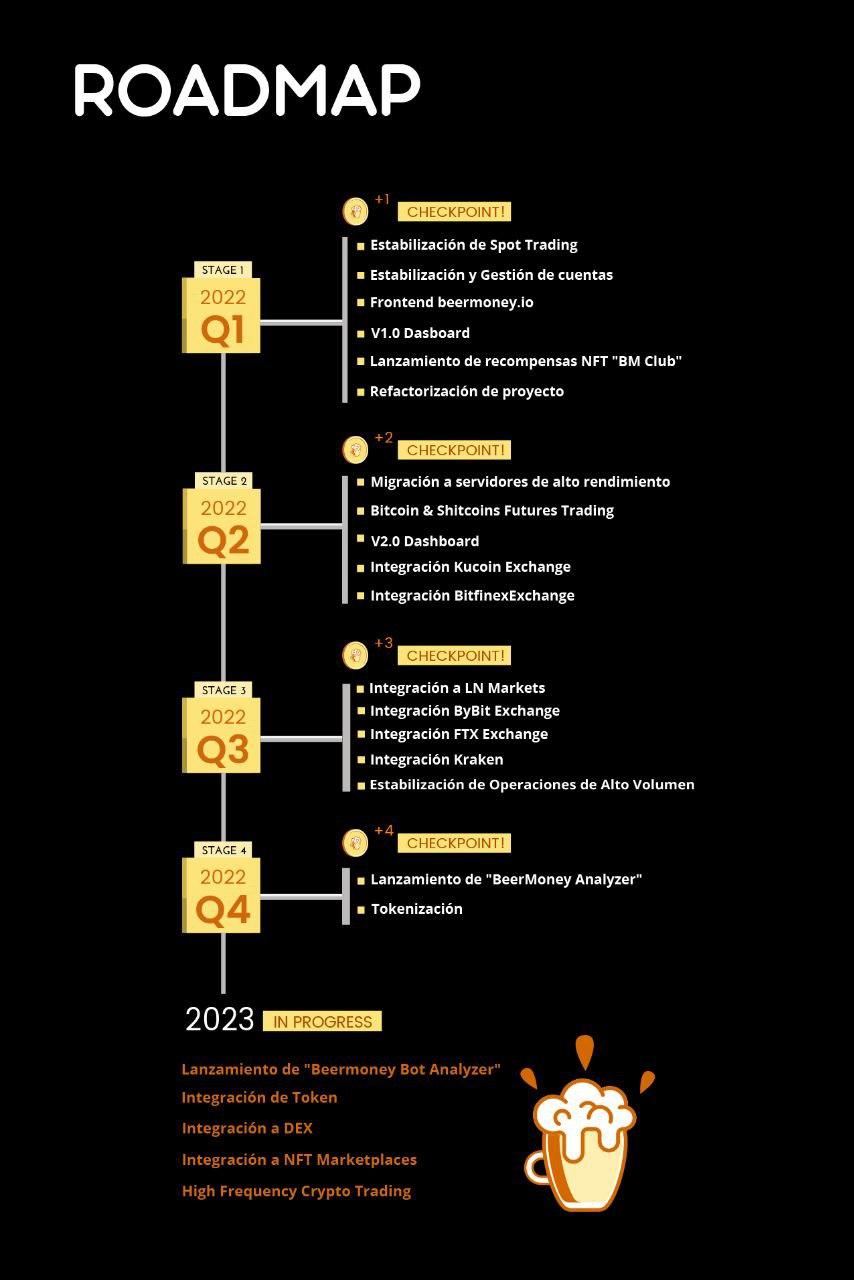 ROADMAP
+1
CHECKPOINT!
Estabilización de Spot Trading
Estabilización y Gestión de cuentas
Frontend beermoney.io
V1.0 Dasboard
Lanzamiento de recompensas NFT "BM Club"
Refactorización de proyecto
STAGE 1
2022
Q1
+2
CHECKPOINT!
Migración a servidores de alto rendimiento
Bitcoin & Shitcoins Futures Trading
V2.0 Dashboard
Integración Kucoin Exchange
Integración BitfinexExchange
STAGE 2
2022
Q2
+3
CHECKPOINT!
Integración a LN Markets
Integración ByBit Exchange
Integración FTX Exchange
Integración Kraken
Estabilización de Operaciones de Alto Volumen
STAGE 3
2022
Q3
+4
CHECKPOINT!
Lanzamiento de "BeerMoney Analyzer"
Tokenización
STAGE 4
2022
Q4
2023 IN PROGRESS
Lanzamiento de "Beermoney Bot Analyzer"
Integración de Token
Integración a DEX
Integración a NFT Marketplaces
High Frequency Crypto Trading